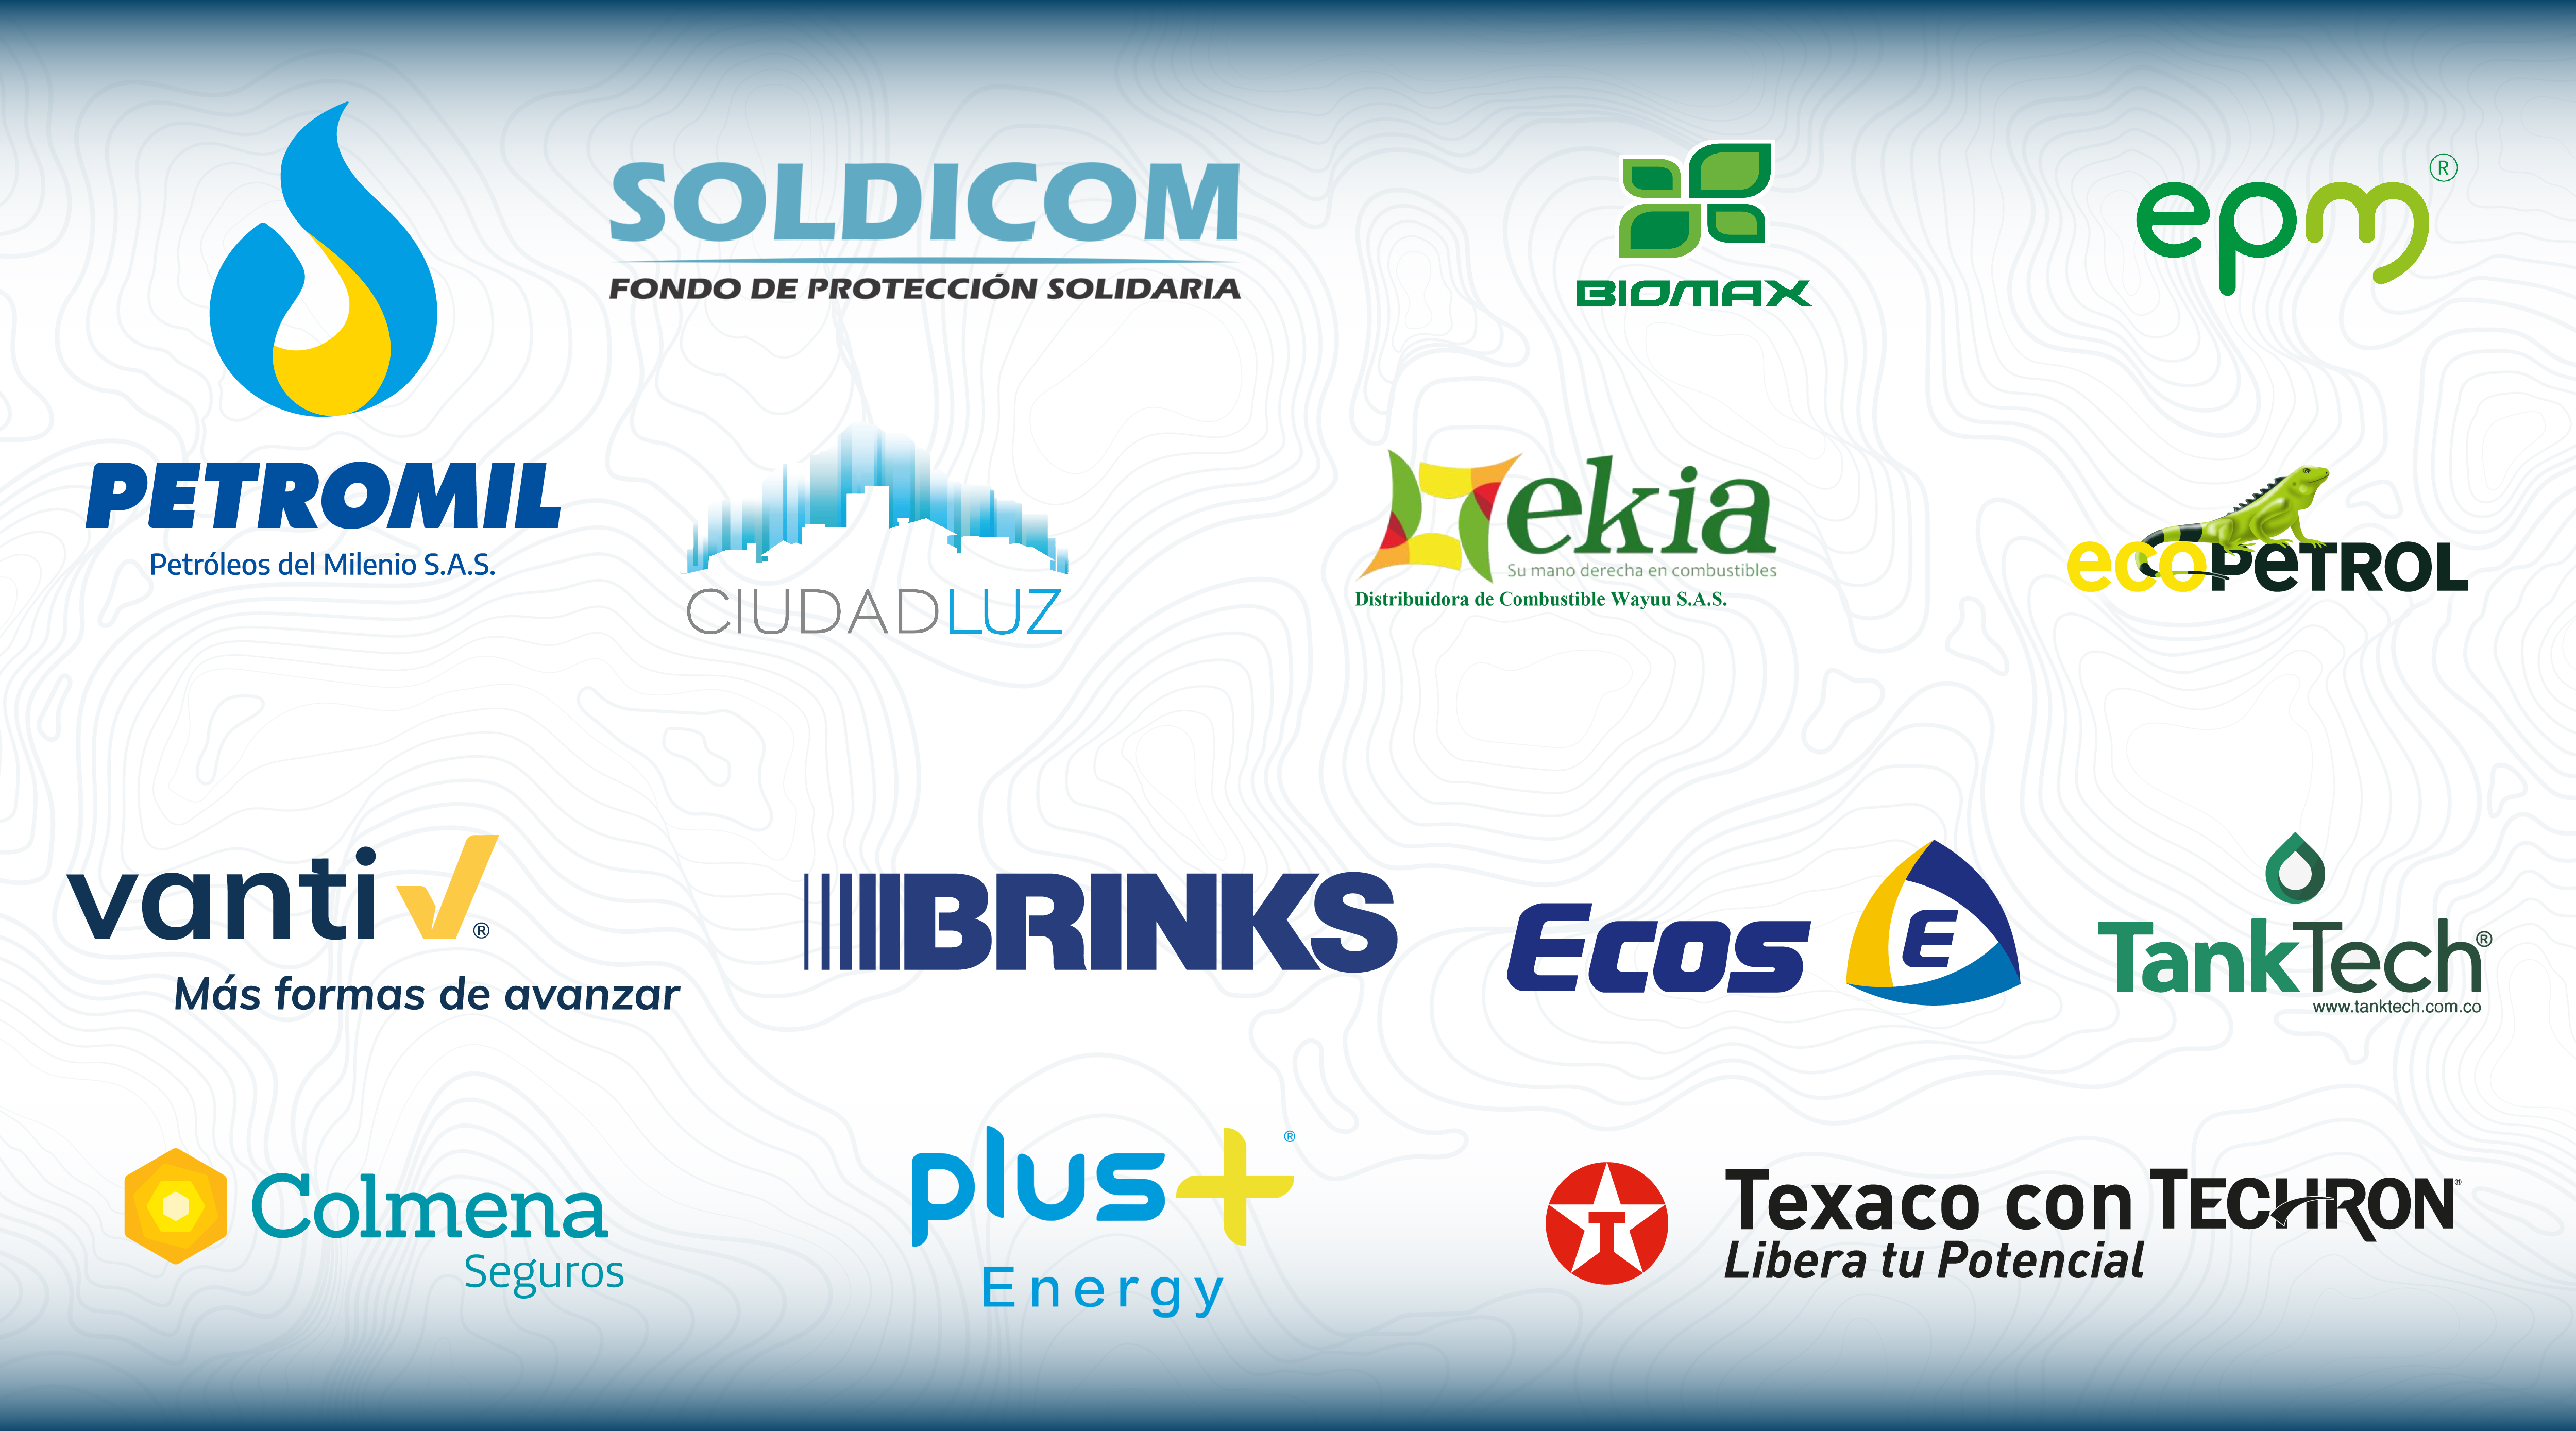 SOLDICOM
FONDO DE PROTECCIÓN SOLIDARIA
BIOMAX
epm®
PETROMIL
Petróleos del Milenio S.A.S.
CIUDADLUZ
ekia
Su mano derecha en combustibles
Distribuidora de Combustible Wayuu S.A.S.
ecoPETROL
vanti®
Más formas de avanzar
BRINKS
Ecos E
TankTech®
www.tanktech.com.co
Colmena
Seguros
plus+®
Energy
T
Texaco con TECHRON®
Libera tu Potencial